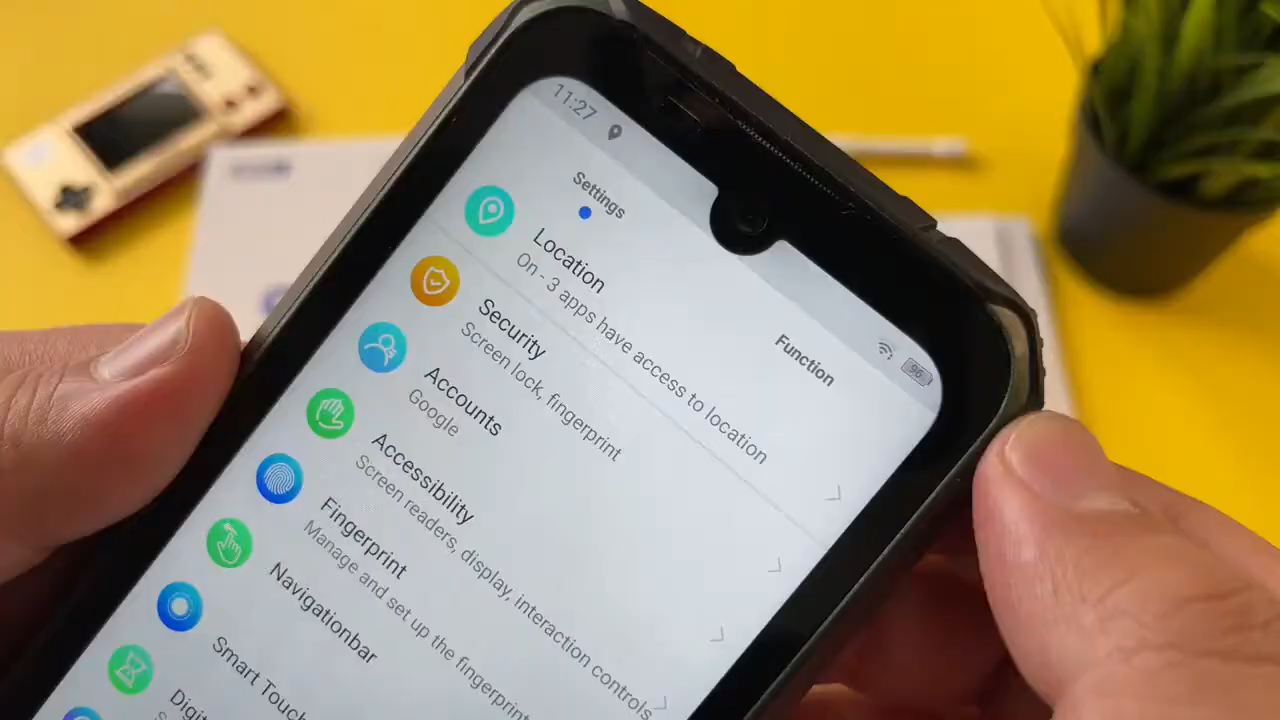 11:27
96
Settings
Function
Location
On - 3 apps have access to location
Security
Screen lock, fingerprint
Accounts
Google
Accessibility
Screen readers, display, interaction controls
Fingerprint
Manage and set up the fingerprint
Navigationbar
Smart Touch